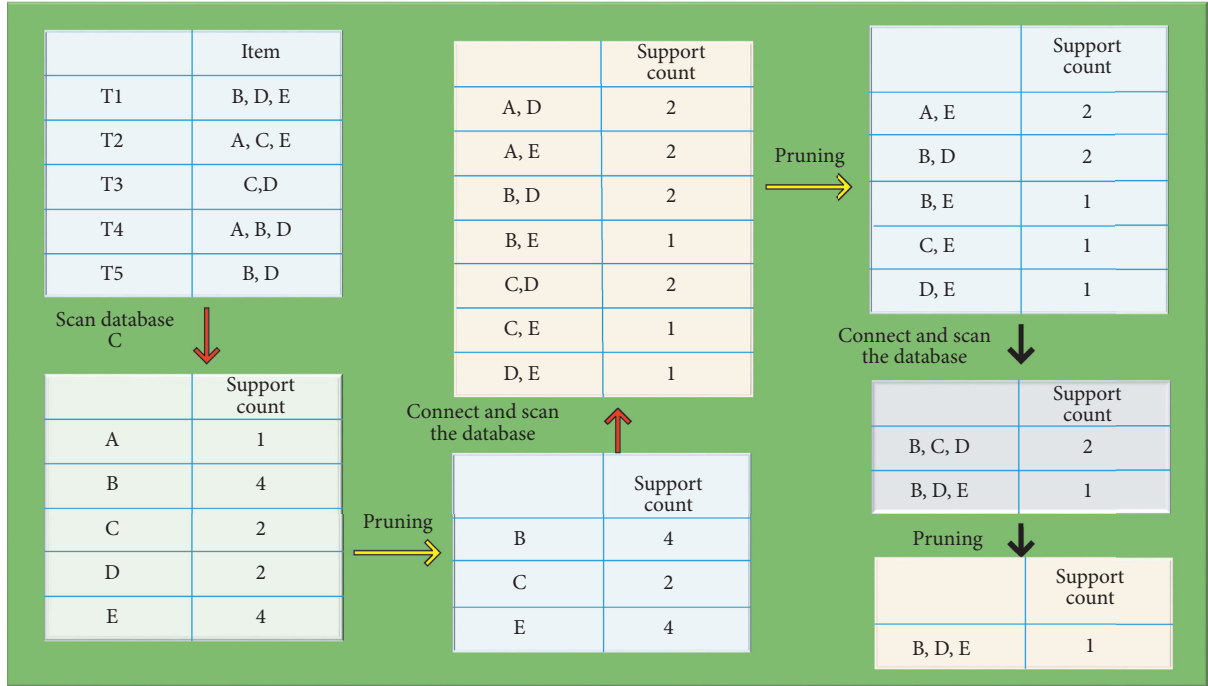 Item
T1 B, D, E
T2 A, C, E
T3 C,D
T4 A, B, D
T5 B, D
Scan database
C
Support
count
A 1
B 4
C 2
D 2
E 4
Pruning
Support
count
B 4
C 2
E 4
Connect and scan
the database
Support
count
A, D 2
A, E 2
B, D 2
B, E 1
C,D 2
C, E 1
D, E 1
Pruning
Support
count
A, E 2
B, D 2
B, E 1
C, E 1
D, E 1
Connect and scan
the database
Support
count
B, C, D 2
B, D, E 1
Pruning
Support
count
B, D, E 1